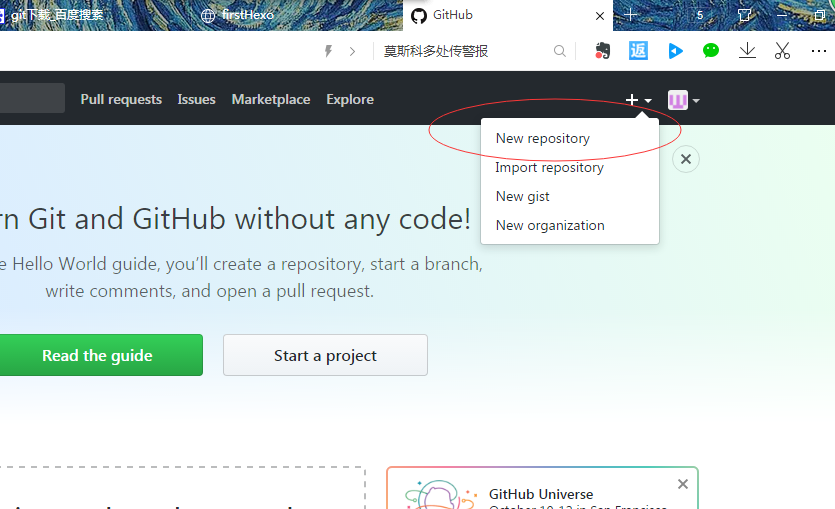 git下载_百度搜索
firstHexo
GitHub
5
莫斯科多处传警报
返
Pull requests
Issues
Marketplace
Explore
New repository
Import repository
New gist
New organization
n Git and GitHub without any code!
e Hello World guide, you’ll create a repository, start a branch,
write comments, and open a pull request.
Read the guide
Start a project
GitHub Universe
October 10-12 in San Francisco